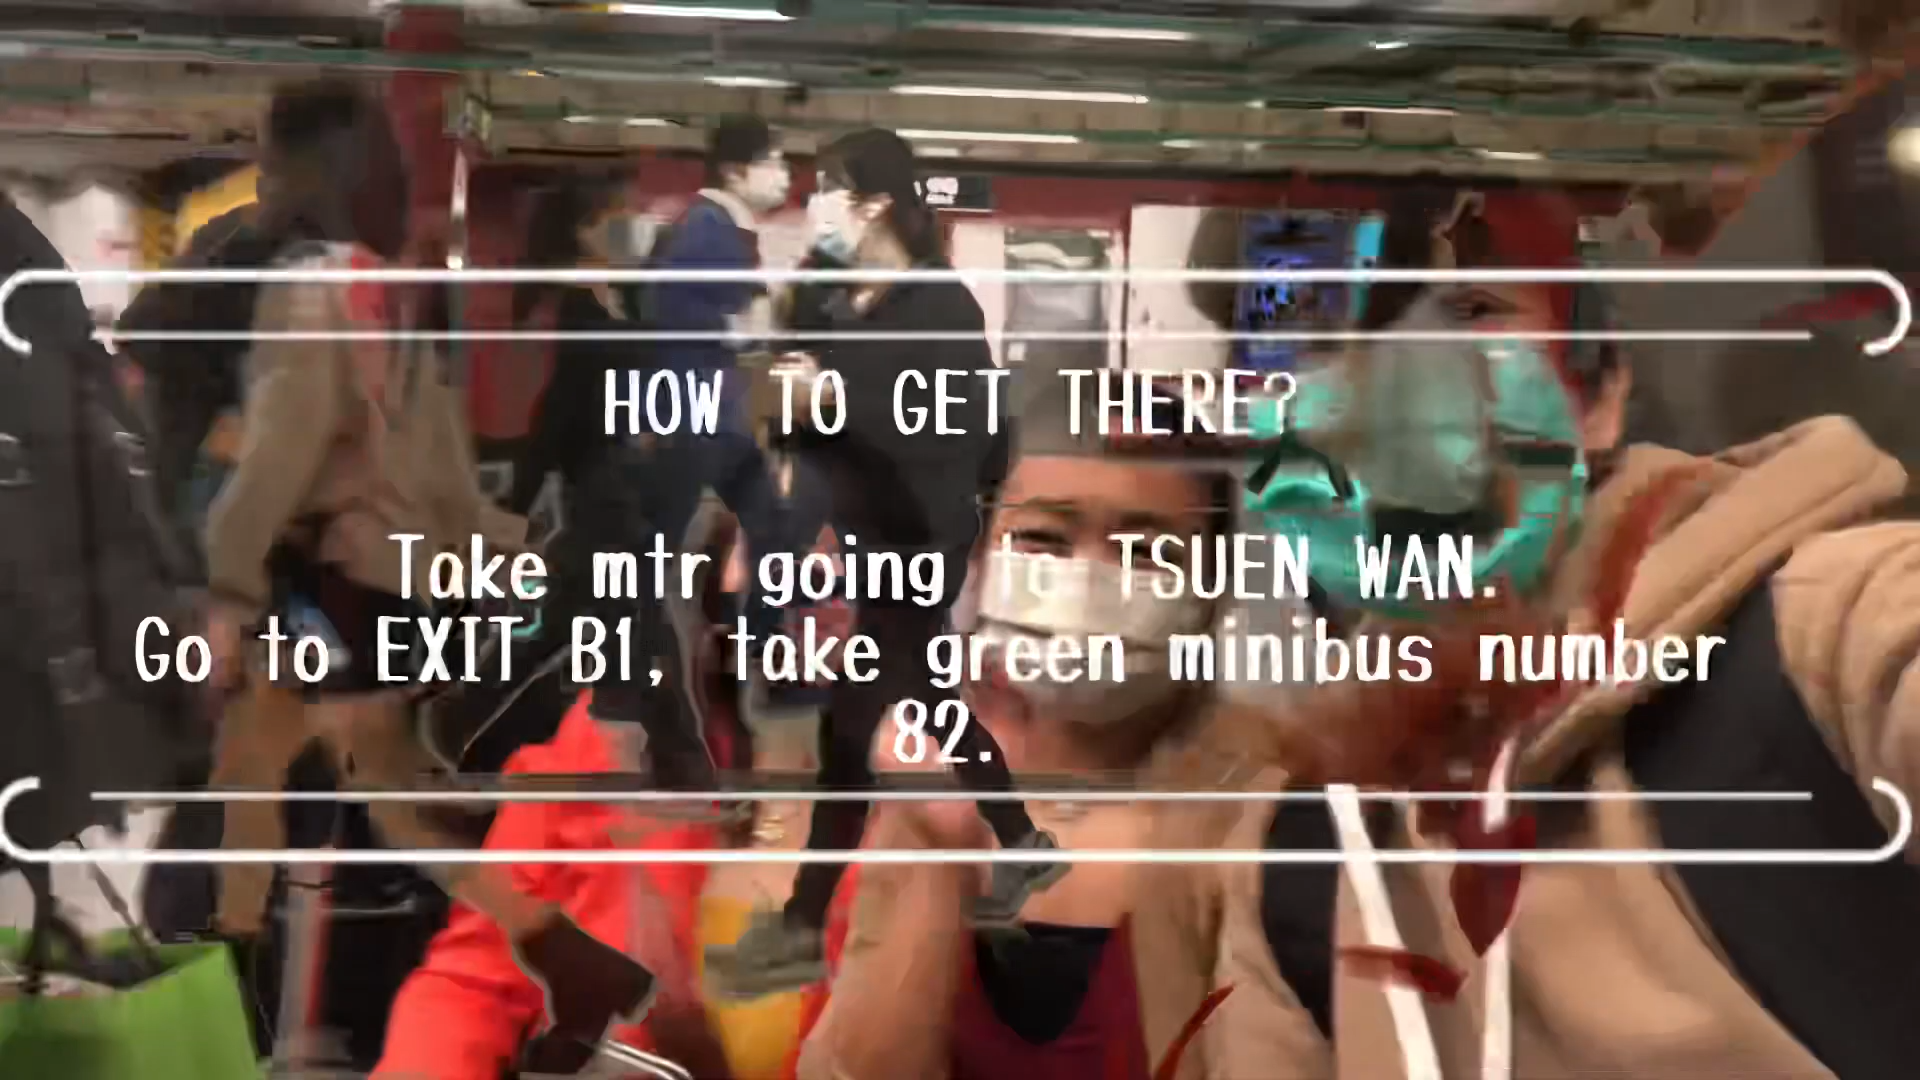 HOW TO GET THERE?
Take mtr going to TSUEN WAN.
Go to EXIT B1, take green minibus number
82.